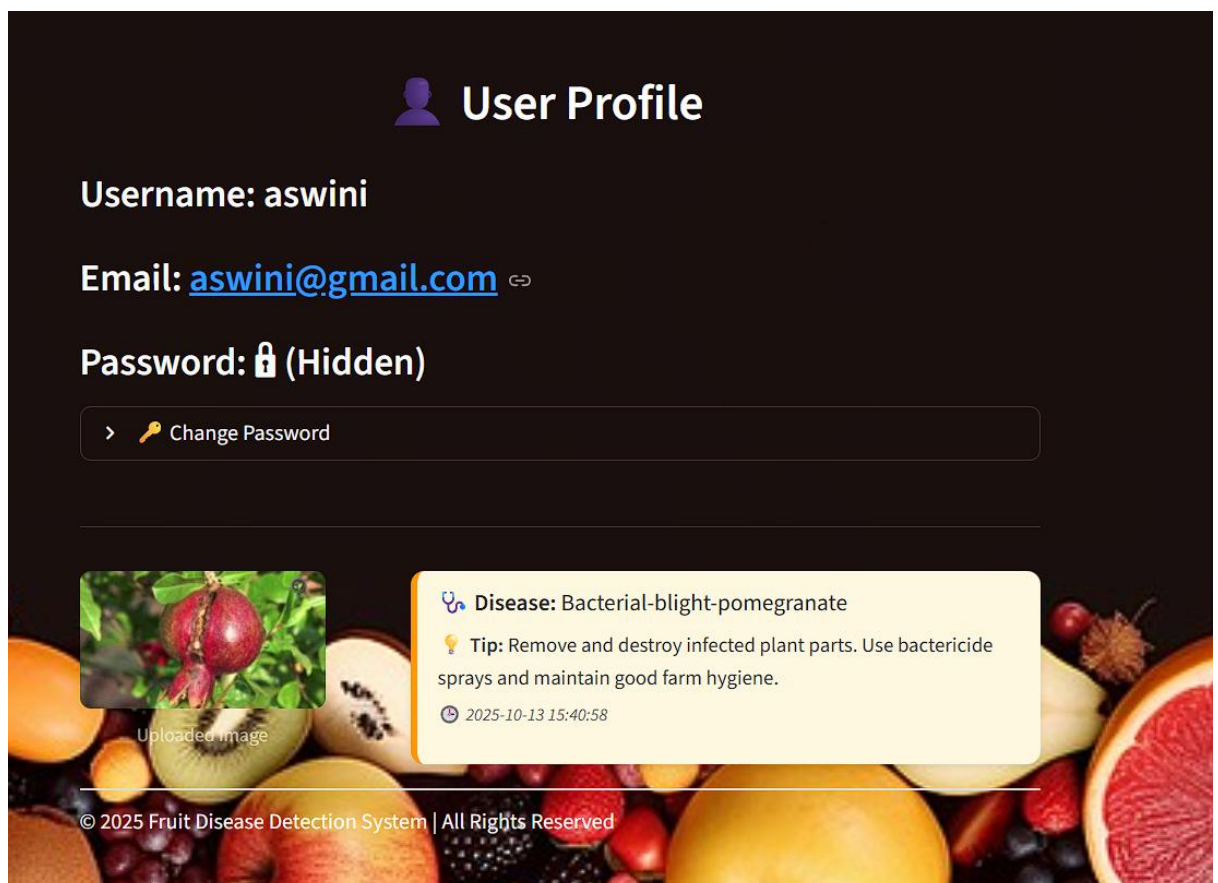 👤 User Profile
Username: aswini
Email: aswini@gmail.com
Password: 🔒 (Hidden)
🔑 Change Password
🩺 Disease: Bacterial-blight-pomegranate
💡 Tip: Remove and destroy infected plant parts. Use bactericide
sprays and maintain good farm hygiene.
🕒 2025-10-13 15:40:58
Uploaded Image
© 2025 Fruit Disease Detection System | All Rights Reserved